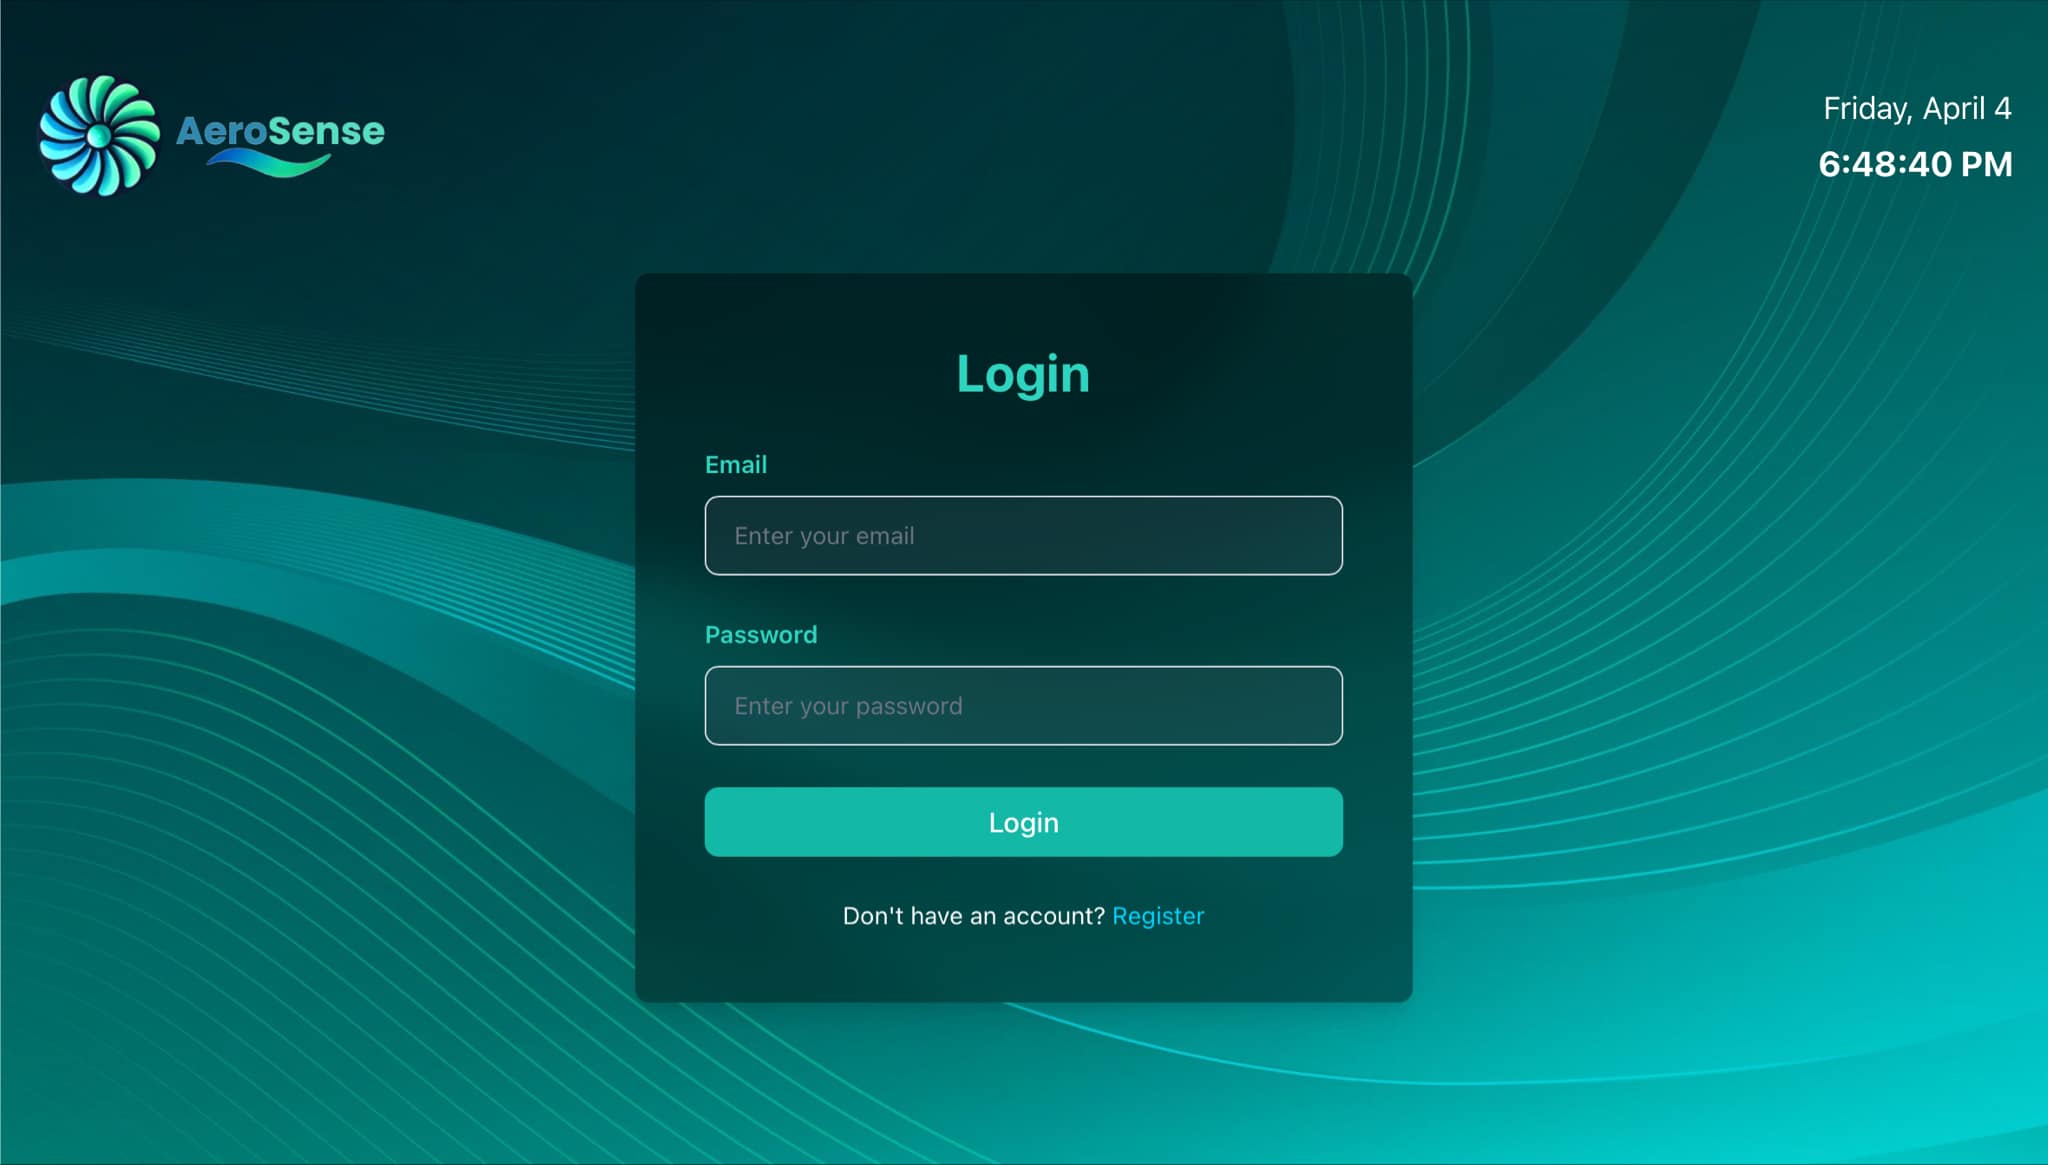 AeroSense
Friday, April 4
6:48:40 PM
Login
Email
Enter your email
Password
Enter your password
Login
Don't have an account? Register